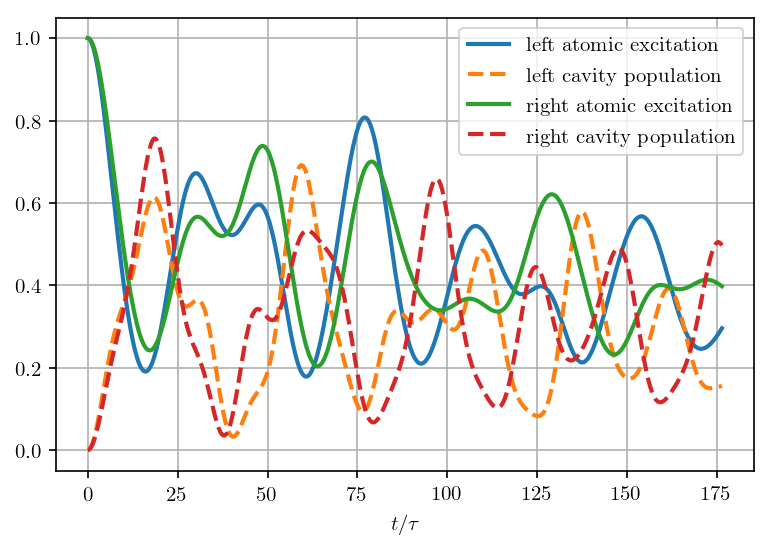 1.0
0.8
0.6
0.4
0.2
0.0
left atomic excitation
left cavity population
right atomic excitation
right cavity population
0 25 50 75 100 125 150 175
t/τ